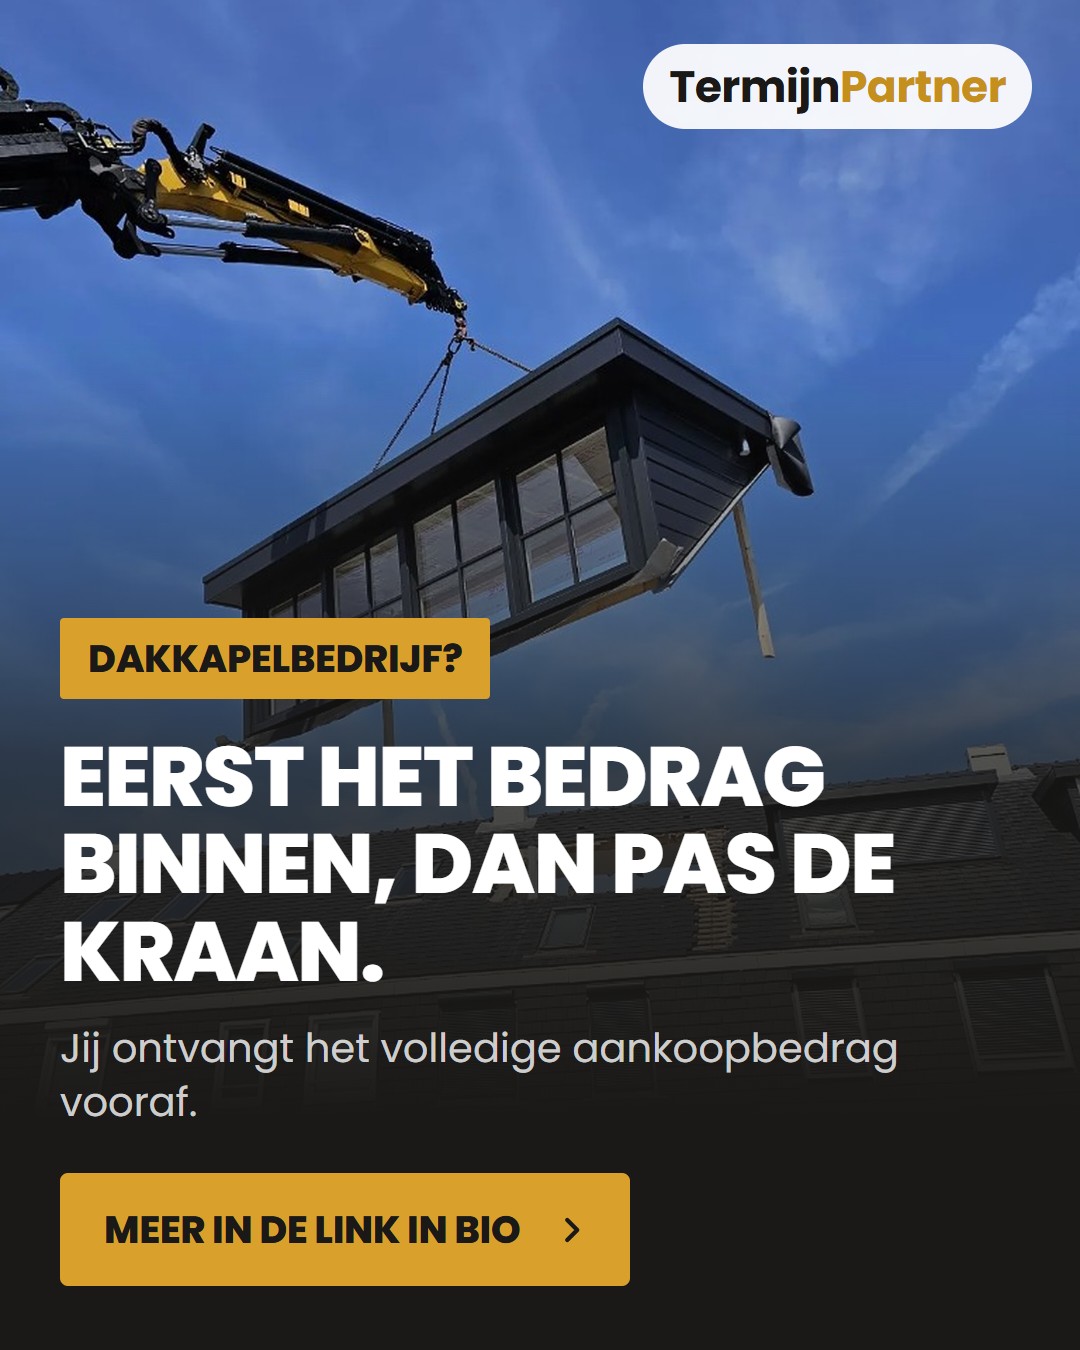 TermijnPartner
DAKKAPELBEDRIJF?
EERST HET BEDRAG
BINNEN, DAN PAS DE
KRAAN.
Jij ontvangt het volledige aankoopbedrag
vooraf.
MEER IN DE LINK IN BIO